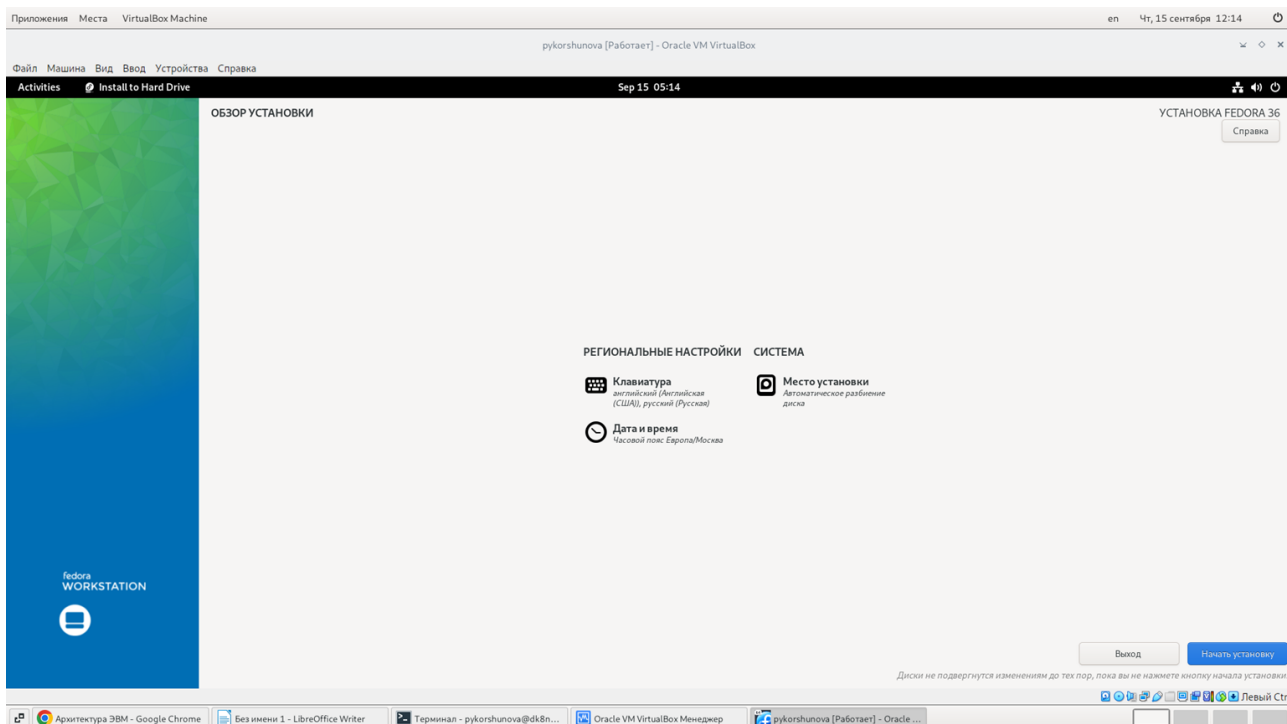 Приложения Места VirtualBox Machine en Чт, 15 сентября 12:14
pykorshunova [Работает] - Oracle VM VirtualBox
Файл Машина Вид Ввод Устройства Справка
Activities Install to Hard Drive Sep 15 05:14
ОБЗОР УСТАНОВКИ УСТАНОВКА FEDORA 36
Справка
РЕГИОНАЛЬНЫЕ НАСТРОЙКИ СИСТЕМА
Клавиатура
английский (Английская
(США)), русский (Русская)
Место установки
Автоматическое разбиение
диска
Дата и время
Часовой пояс Европа/Москва
fedora
WORKSTATION
Выход Начать установку
Диски не подвергнутся изменениям до тех пор, пока вы не нажмете кнопку начала установки.
Левый Ctr
Архитектура ЭВМ - Google Chrome Без имени 1 - LibreOffice Writer Терминал - pykorshunova@dk8n... Oracle VM VirtualBox Менеджер pykorshunova [Работает] - Oracle ...